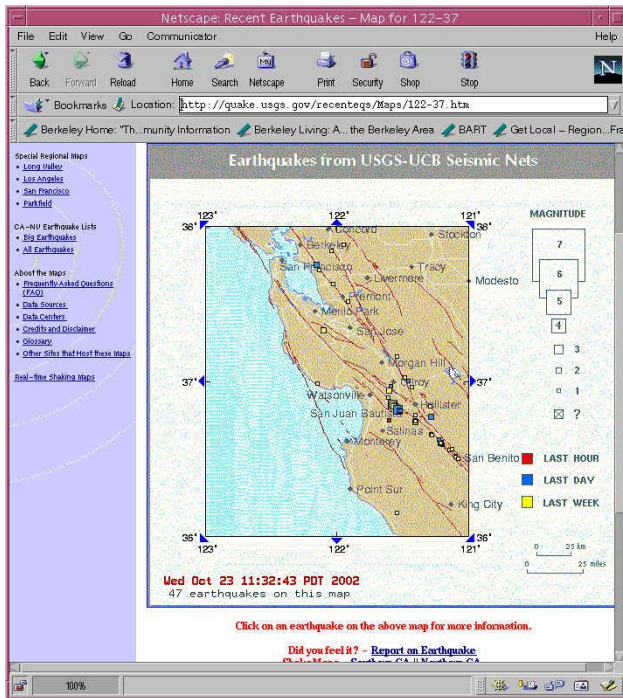 Netscape: Recent Earthquakes – Map for 122-37
File Edit View Go Communicator Help
Back Forward Reload Home Search Netscape Print Security Shop Stop
N
Bookmarks Location: http://quake.usgs.gov/recenteqs/Maps/122-37.htm
Berkeley Home: "Th...munity Information Berkeley Living: A... the Berkeley Area BART Get Local – Region...Fra
Special Regional Maps
Long Valley
Los Angeles
San Francisco
Parkfield
CA-NV Earthquake Lists
Big Earthquakes
All Earthquakes
About the Maps
Frequently Asked Questions
(FAQ)
Data Sources
Data Centers
Credits and Disclaimer
Glossary
Other Sites that Host these Maps
Real-time Shaking Maps
Earthquakes from USGS-UCB Seismic Nets
123° 122° 121°
38° 38°
Concord
Stockton
Berkeley
San Francisco
Tracy
Livermore
Modesto
Fremont
Menlo Park
San Jose
Morgan Hill
37° 37°
Gilroy
Watsonville
Hollister
San Juan Bautista
Salinas
Monterey
San Benito
Point Sur
King City
36° 36°
123° 122° 121°
MAGNITUDE
7
6
5
4
3
2
1
?
LAST HOUR
LAST DAY
LAST WEEK
0 25 km
0 25 miles
Wed Oct 23 11:32:43 PDT 2002
47 earthquakes on this map
Click on an earthquake on the above map for more information.
Did you feel it? – Report an Earthquake
ShakeMaps – Southern CA || Northern CA
100%